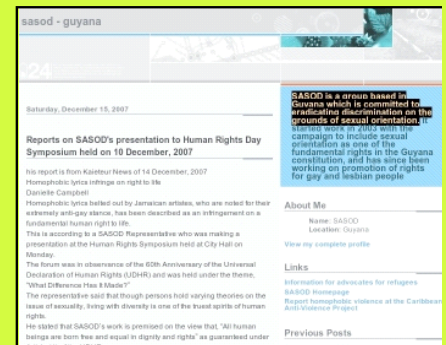 sasod - guyana
Saturday, December 15, 2007
Reports on SASOD's presentation to Human Rights Day
Symposium held on 10 December, 2007
his report is from Kaieteur News of 14 December, 2007
Homophobic lyrics infringe on right to life
Danielle Campbell
Homophobic lyrics belted out by Jamaican artistes, who are noted for their
extremely anti-gay stance, has been described as an infringement on a
fundamental human right to life.
This is according to a SASOD Representative who was making a
presentation at the Human Rights Symposium held at City Hall on
Monday.
The forum was in observance of the 60th Anniversary of the Universal
Declaration of Human Rights (UDHR) and was held under the theme,
"What Difference Has It Made?"
The representative said that though persons hold varying theories on the
issue of sexuality, living with diversity is one of the truest spirits of human
rights.
He stated that SASOD's work is premised on the view that, "All human
beings are born free and equal in dignity and rights" as guaranteed under
SASOD is a group based in
Guyana which is committed to
eradicating discrimination on the
grounds of sexual orientation. It
started work in 2003 with the
campaign to include sexual
orientation as one of the
fundamental rights in the Guyana
constitution, and has since been
working on promotion of rights
for gay and lesbian people
About Me
Name: SASOD
Location: Guyana
View my complete profile
Links
Information for advocates for refugees
SASOD Homepage
Report homophobic violence at the Caribbean
Anti-Violence Project
Previous Posts